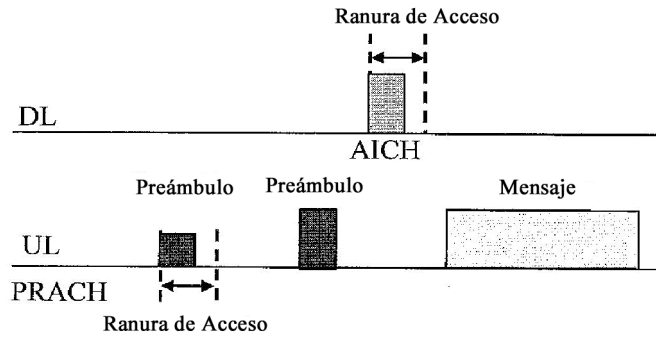 Ranura de Acceso
DL
AICH
Preámbulo
Preámbulo
Mensaje
UL
PRACH
Ranura de Acceso